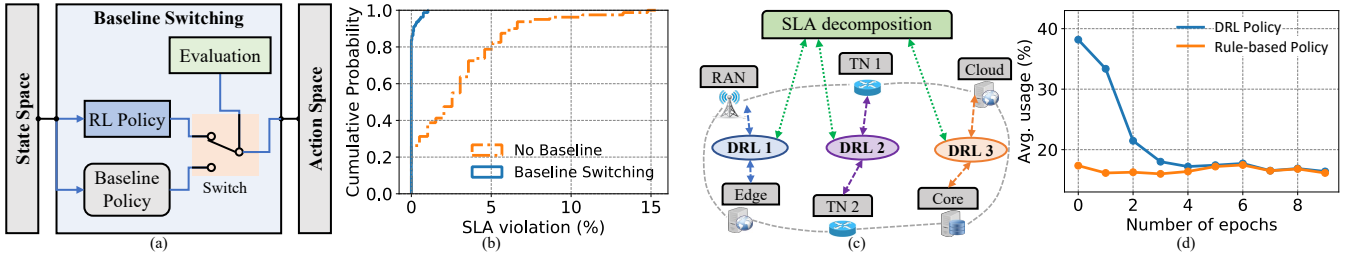 Baseline Switching
State Space
Evaluation
RL Policy
Baseline
Policy
Switch
Action Space
(a)
Cumulative Probability
1.0
0.8
0.6
0.4
0.2
0.0
No Baseline
Baseline Switching
0
5
10
15
SLA violation (%)
(b)
SLA decomposition
RAN
TN 1
Cloud
DRL 1
DRL 2
DRL 3
Edge
TN 2
Core
(c)
Avg. usage (%)
40
30
20
DRL Policy
Rule-based Policy
0
2
4
6
8
Number of epochs
(d)